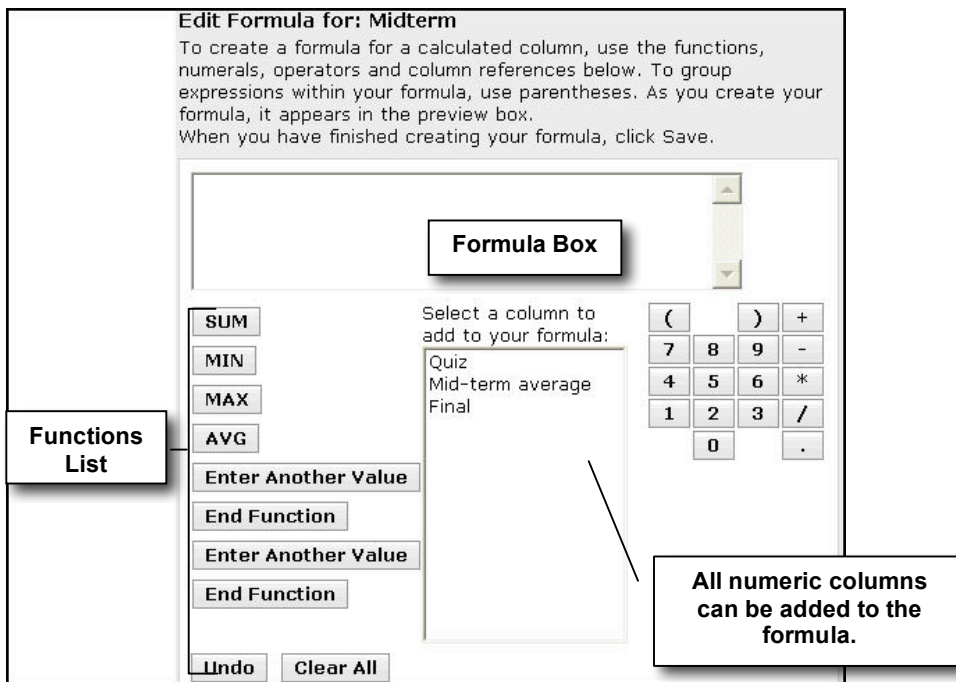 Edit Formula for: Midterm
To create a formula for a calculated column, use the functions,
numerals, operators and column references below. To group
expressions within your formula, use parentheses. As you create your
formula, it appears in the preview box.
When you have finished creating your formula, click Save.
Formula Box
SUM
MIN
MAX
AVG
Enter Another Value
End Function
Enter Another Value
End Function
Undo Clear All
Functions
List
Select a column to
add to your formula:
Quiz
Mid-term average
Final
( ) +
7 8 9 -
4 5 6 *
1 2 3 /
0 .
All numeric columns
can be added to the
formula.